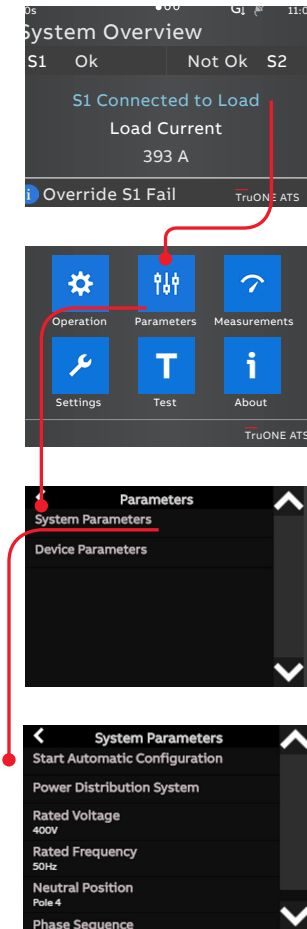 System Overview
S1 Ok Not Ok S2
S1 Connected to Load
Load Current
393 A
i Override S1 Fail TruONE ATS
Operation Parameters Measurements
T i
Settings Test About
TruONE ATS
Parameters
System Parameters
Device Parameters
System Parameters
Start Automatic Configuration
Power Distribution System
Rated Voltage
400V
Rated Frequency
50Hz
Neutral Position
Pole 4
Phase Sequence